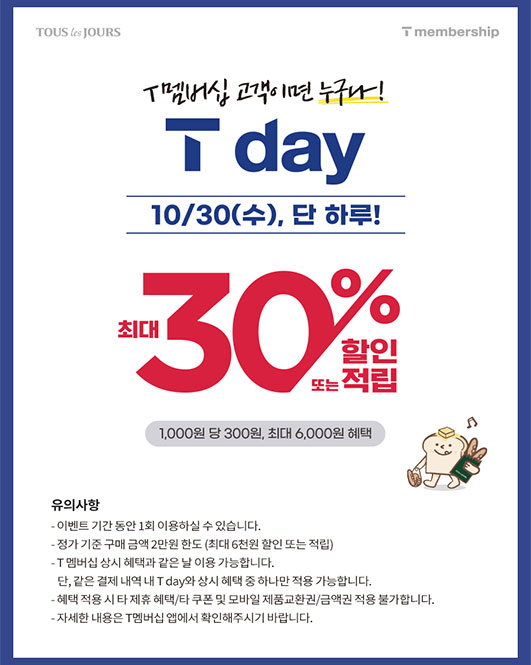 TOUS les JOURS
T membership
T멤버십 고객이면 누구나!
T day
10/30(수), 단 하루!
최대 30% 할인 또는 적립
1,000원 당 300원, 최대 6,000원 혜택
유의사항
- 이벤트 기간 동안 1회 이용하실 수 있습니다.
- 정가 기준 구매 금액 2만원 한도 (최대 6천원 할인 또는 적립)
- T 멤버십 상시 혜택과 같은 날 이용 가능합니다.
단, 같은 결제 내역 내 T day와 상시 혜택 중 하나만 적용 가능합니다.
- 혜택 적용 시 타 제휴 혜택/타 쿠폰 및 모바일 제품교환권/금액권 적용 불가합니다.
- 자세한 내용은 T멤버십 앱에서 확인해주시기 바랍니다.